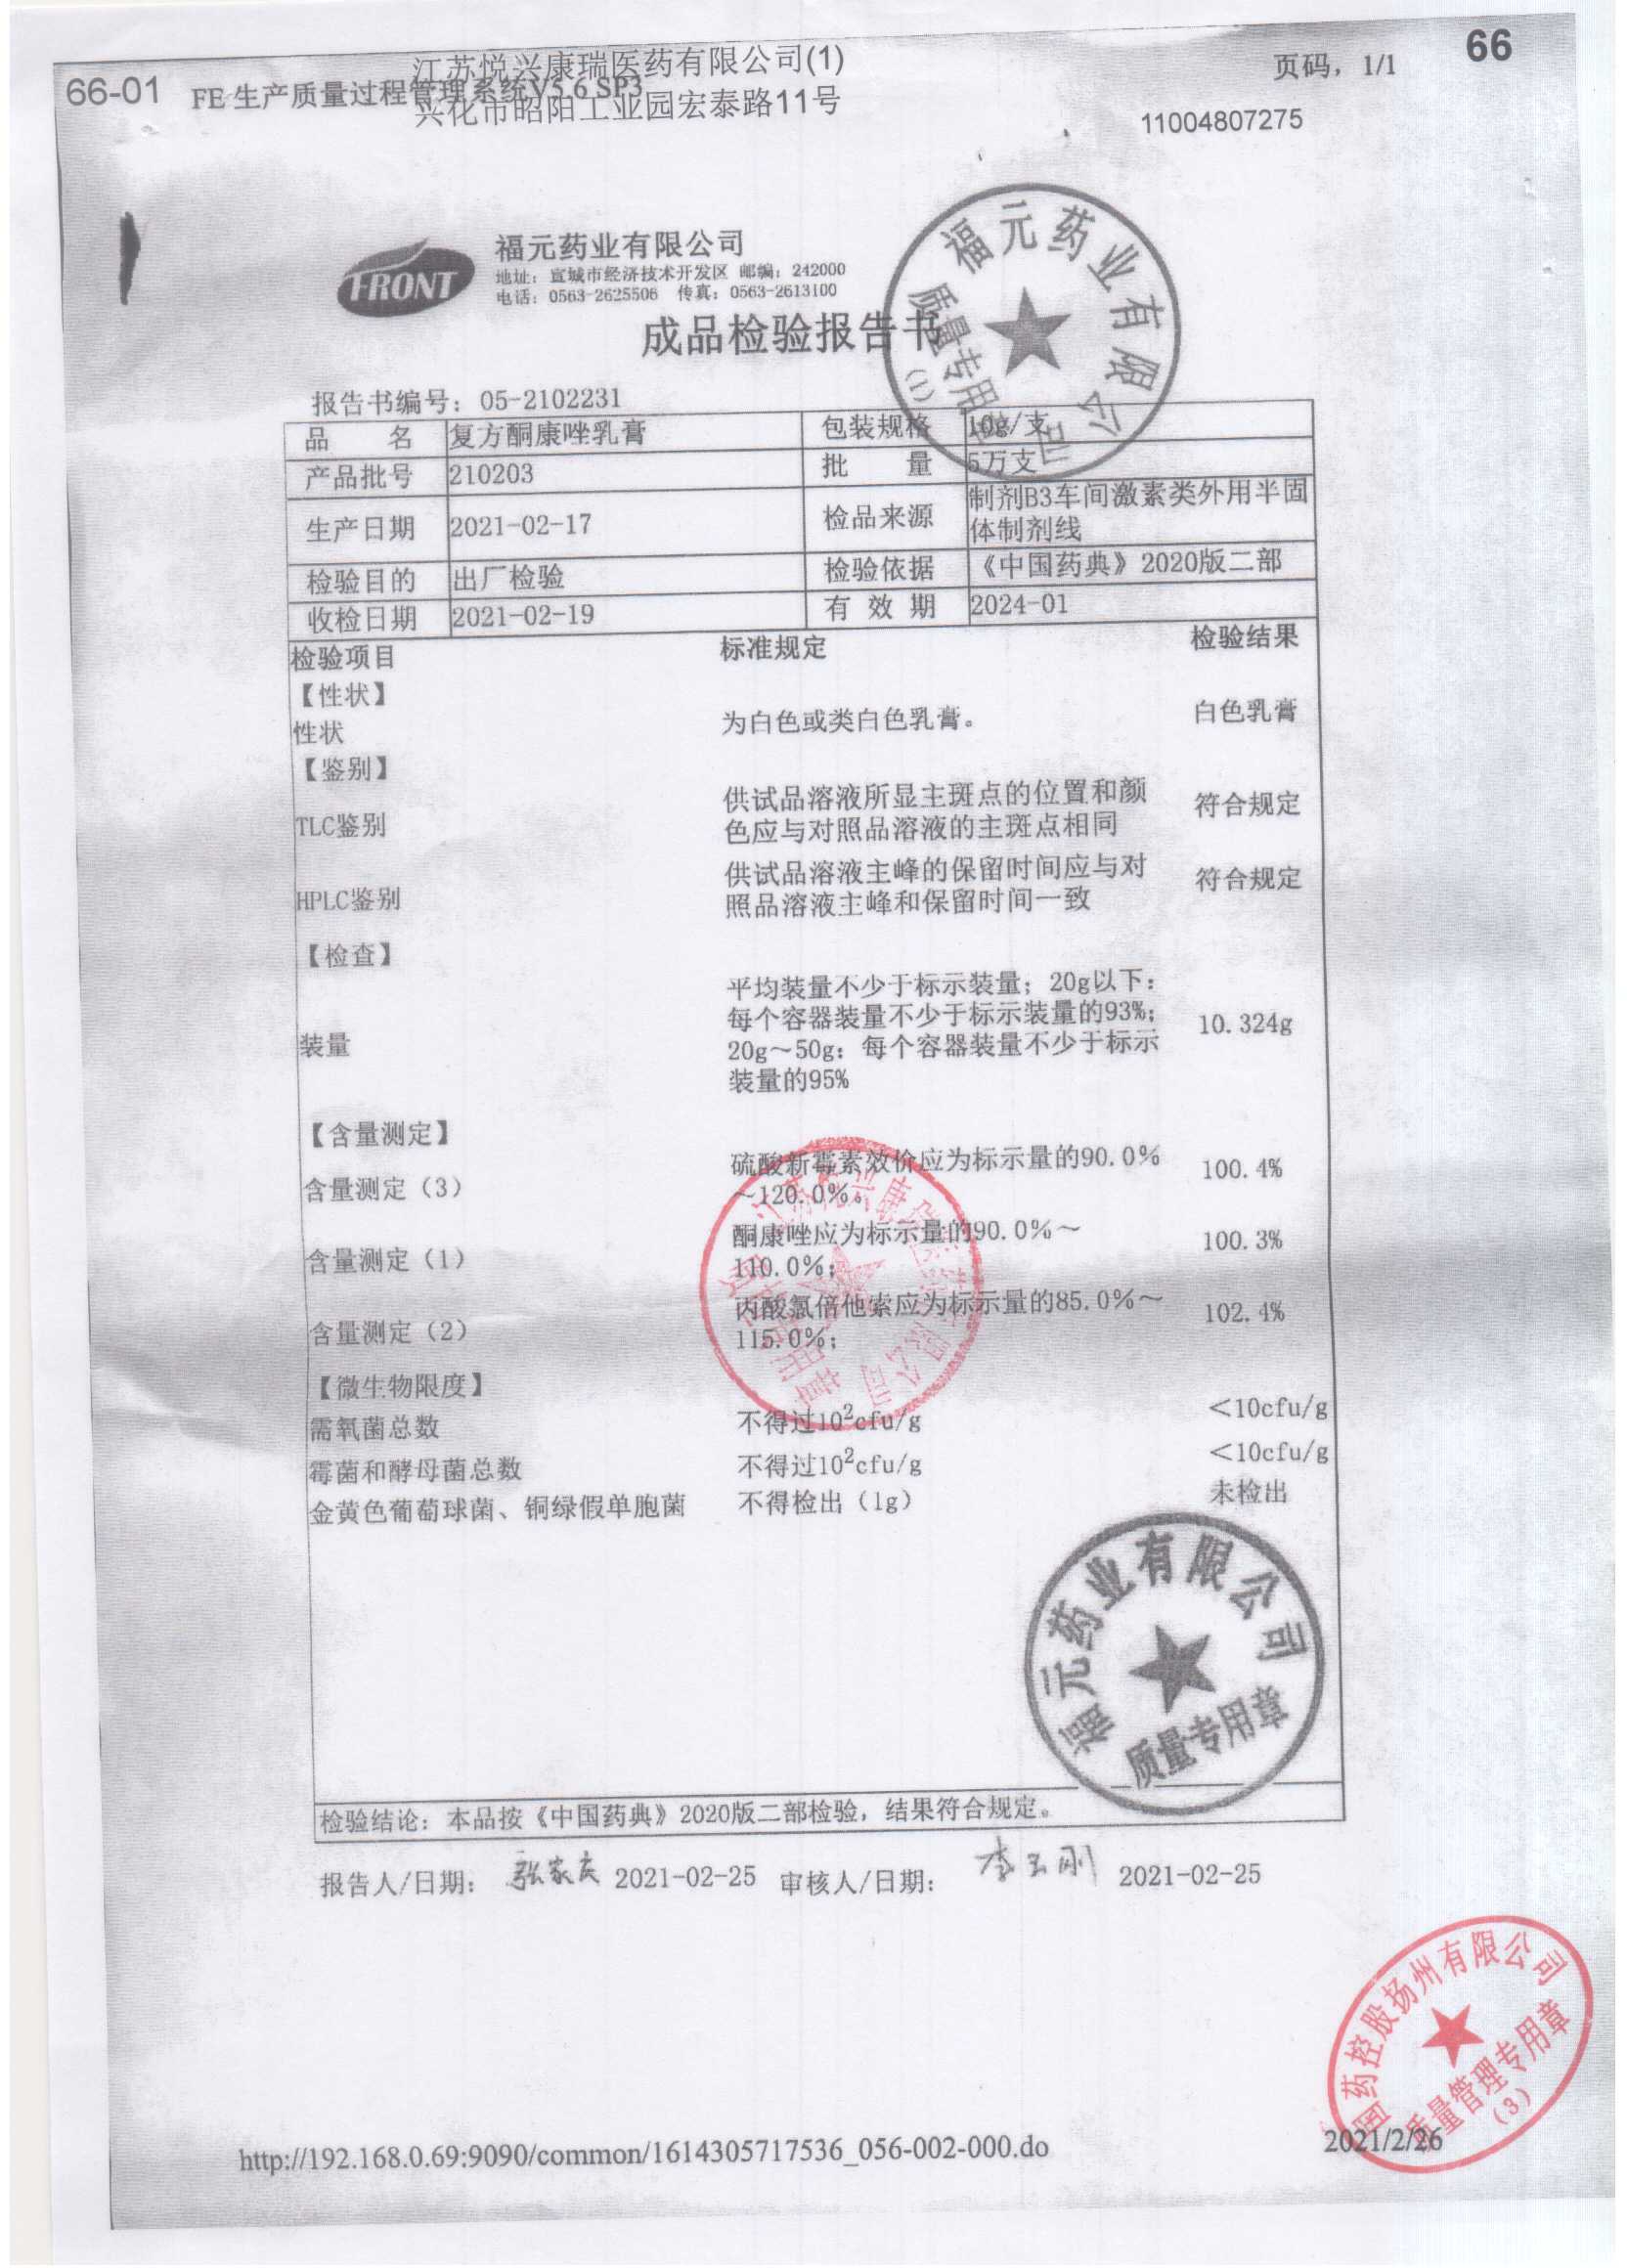 66
页码，1/1
江苏悦兴康瑞医药有限公司(1)
66-01
FE生产质量过程管理系统V5.6 SP3
兴化市昭阳工业园宏泰路11号
11004807275
FRONT
福元药业有限公司
地址：宣城市经济技术开发区 邮编：242000
电话：0563-2625506 传真：0563-2613100
福元药业有限公司
质量专用章
(1)
成品检验报告书
报告书编号：05-2102231
品 名 复方酮康唑乳膏 包装规格 10g/支
产品批号 210203 批 量 5万支
生产日期 2021-02-17 检品来源 制剂B3车间激素类外用半固
体制剂线
检验目的 出厂检验 检验依据 《中国药典》2020版二部
收检日期 2021-02-19 有 效 期 2024-01
检验项目 标准规定 检验结果
【性状】
性状 为白色或类白色乳膏。 白色乳膏
【鉴别】
TLC鉴别 供试品溶液所显主斑点的位置和颜
色应与对照品溶液的主斑点相同 符合规定
HPLC鉴别 供试品溶液主峰的保留时间应与对
照品溶液主峰和保留时间一致 符合规定
【检查】
装量 平均装量不少于标示装量；20g以下：
每个容器装量不少于标示装量的93%； 10.324g
20g～50g：每个容器装量不少于标示
装量的95%
【含量测定】
含量测定（3） 硫酸新霉素效价应为标示量的90.0% 100.4%
～120.0%。
含量测定（1） 酮康唑应为标示量的90.0%～ 100.3%
110.0%；
含量测定（2） 丙酸氯倍他索应为标示量的85.0%～ 102.4%
115.0%；
【微生物限度】
需氧菌总数 不得过10²cfu/g ＜10cfu/g
霉菌和酵母菌总数 不得过10²cfu/g ＜10cfu/g
金黄色葡萄球菌、铜绿假单胞菌 不得检出（1g） 未检出
福元药业有限公司
质量专用章
检验结论：本品按《中国药典》2020版二部检验，结果符合规定。
报告人/日期： 张家庆 2021-02-25 审核人/日期： 李玉刚 2021-02-25
国药控股扬州有限公司
质量管理专用章
(3)
http://192.168.0.69:9090/common/1614305717536_056-002-000.do
2021/2/26